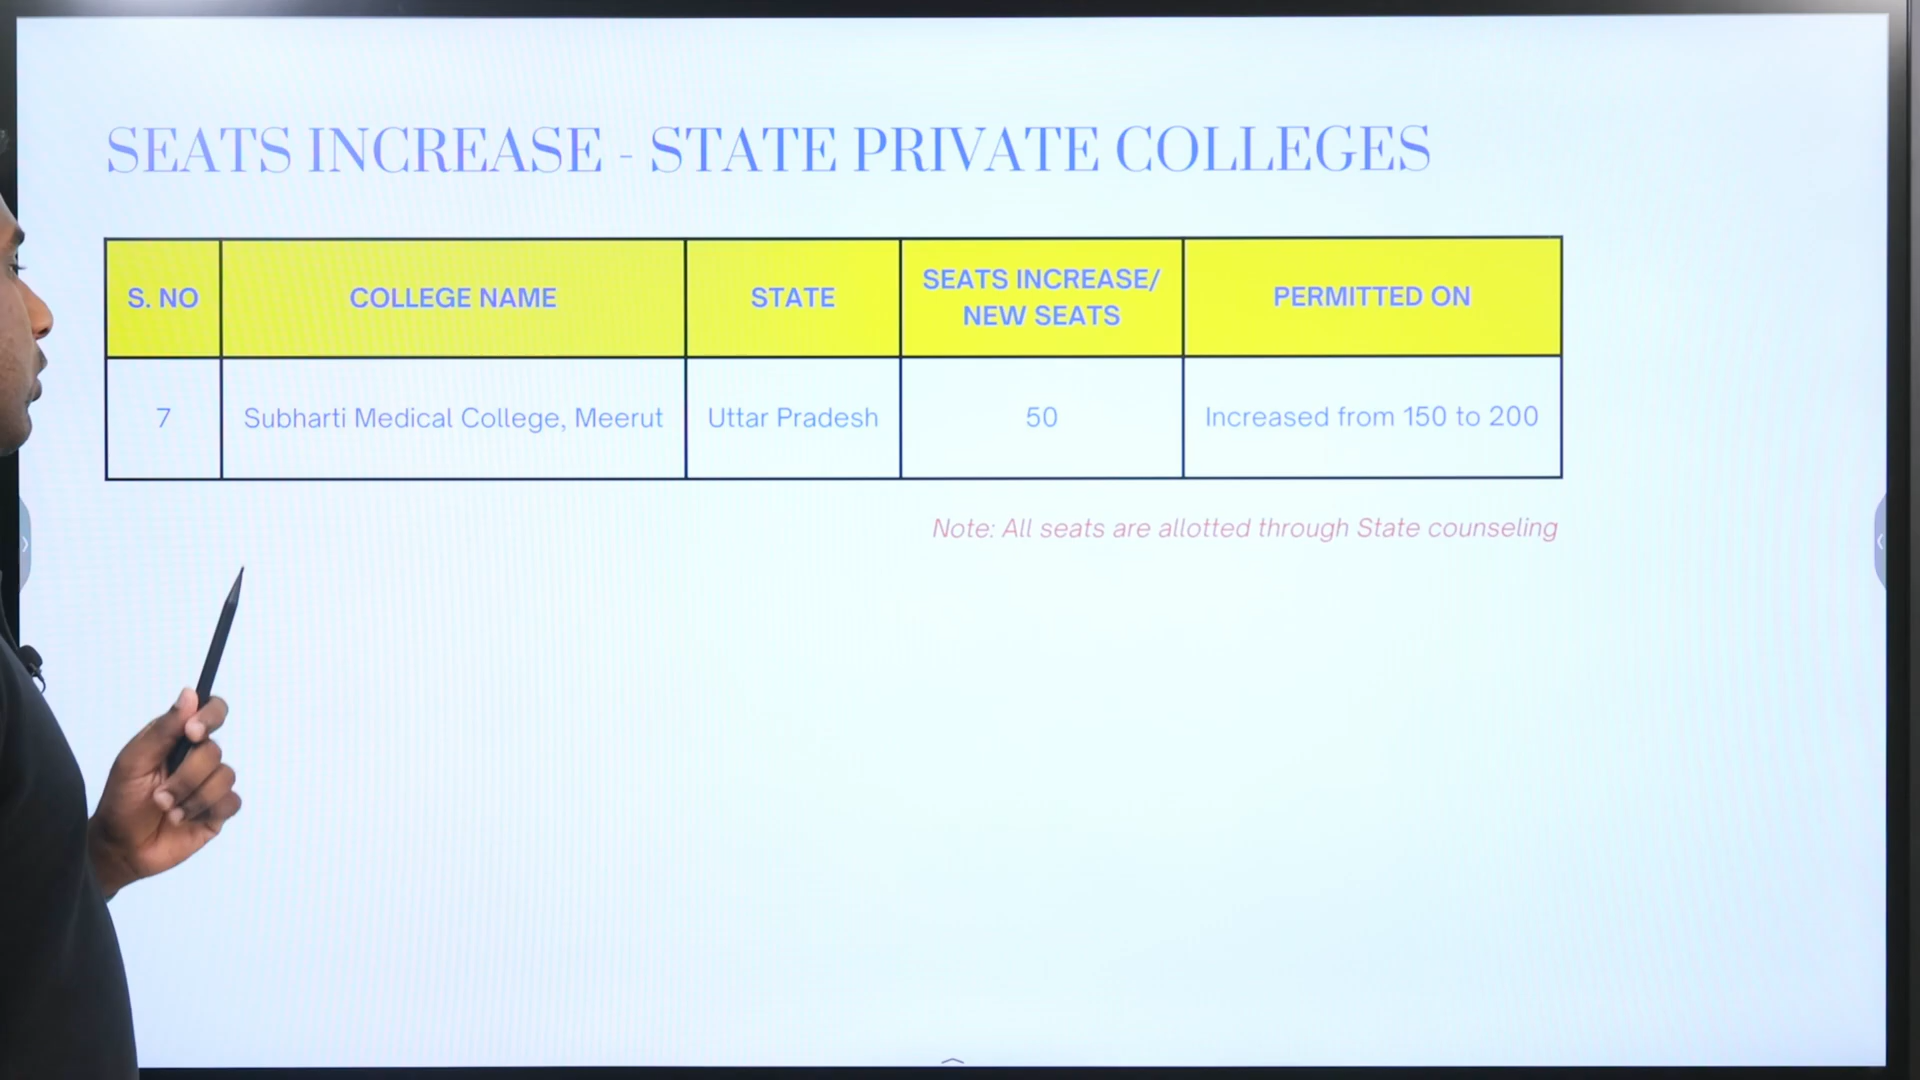 SEATS INCREASE - STATE PRIVATE COLLEGES
S. NO
COLLEGE NAME
STATE
SEATS INCREASE/
NEW SEATS
PERMITTED ON
7
Subharti Medical College, Meerut
Uttar Pradesh
50
Increased from 150 to 200
Note: All seats are allotted through State counseling